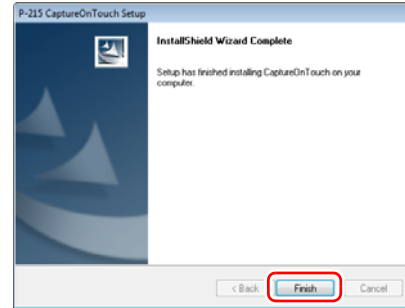 P-215 CaptureOnTouch Setup
InstallShield Wizard Complete
Setup has finished installing CaptureOnTouch on your
computer.
< Back
Finish
Cancel